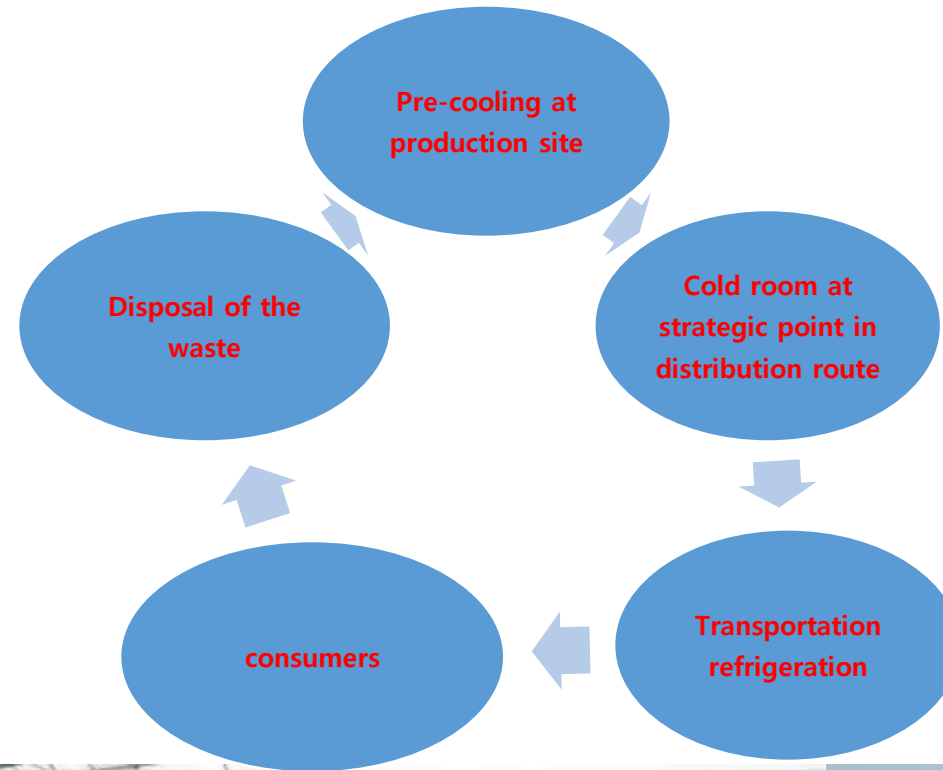 Pre-cooling at
production site
Cold room at
strategic point in
distribution route
Transportation
refrigeration
consumers
Disposal of the
waste